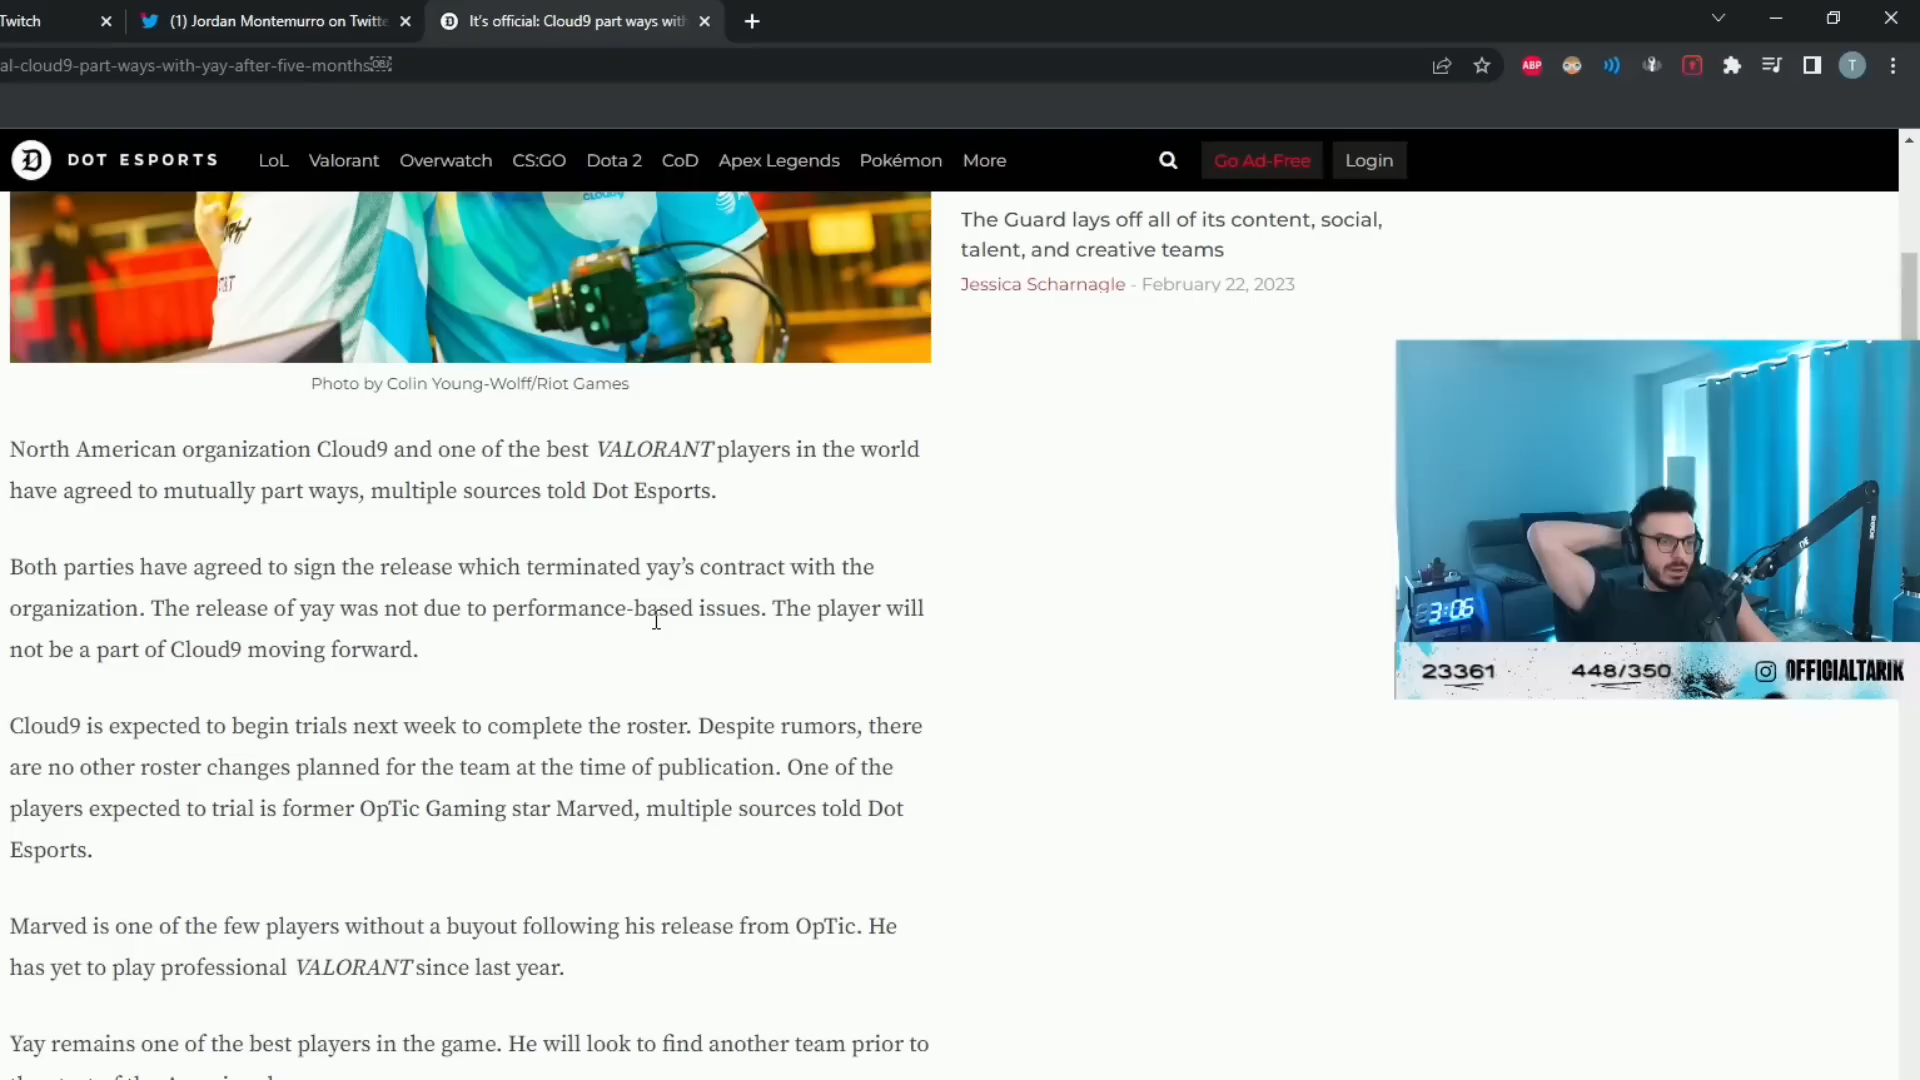 Twitch
(1) Jordan Montemurro on Twitte
It's official: Cloud9 part ways with
al-cloud9-part-ways-with-yay-after-five-months
OBJ
ABP
T
DOT ESPORTS
LoL Valorant Overwatch CS:GO Dota 2 CoD Apex Legends Pokémon More
Go Ad-Free Login
The Guard lays off all of its content, social,
talent, and creative teams
Jessica Scharnagle - February 22, 2023
Photo by Colin Young-Wolff/Riot Games
North American organization Cloud9 and one of the best VALORANT players in the world
have agreed to mutually part ways, multiple sources told Dot Esports.
Both parties have agreed to sign the release which terminated yay’s contract with the
organization. The release of yay was not due to performance-based issues. The player will
not be a part of Cloud9 moving forward.
Cloud9 is expected to begin trials next week to complete the roster. Despite rumors, there
are no other roster changes planned for the team at the time of publication. One of the
players expected to trial is former OpTic Gaming star Marved, multiple sources told Dot
Esports.
Marved is one of the few players without a buyout following his release from OpTic. He
has yet to play professional VALORANT since last year.
Yay remains one of the best players in the game. He will look to find another team prior to
3:06
23361 448/350 OFFICIALTARIK